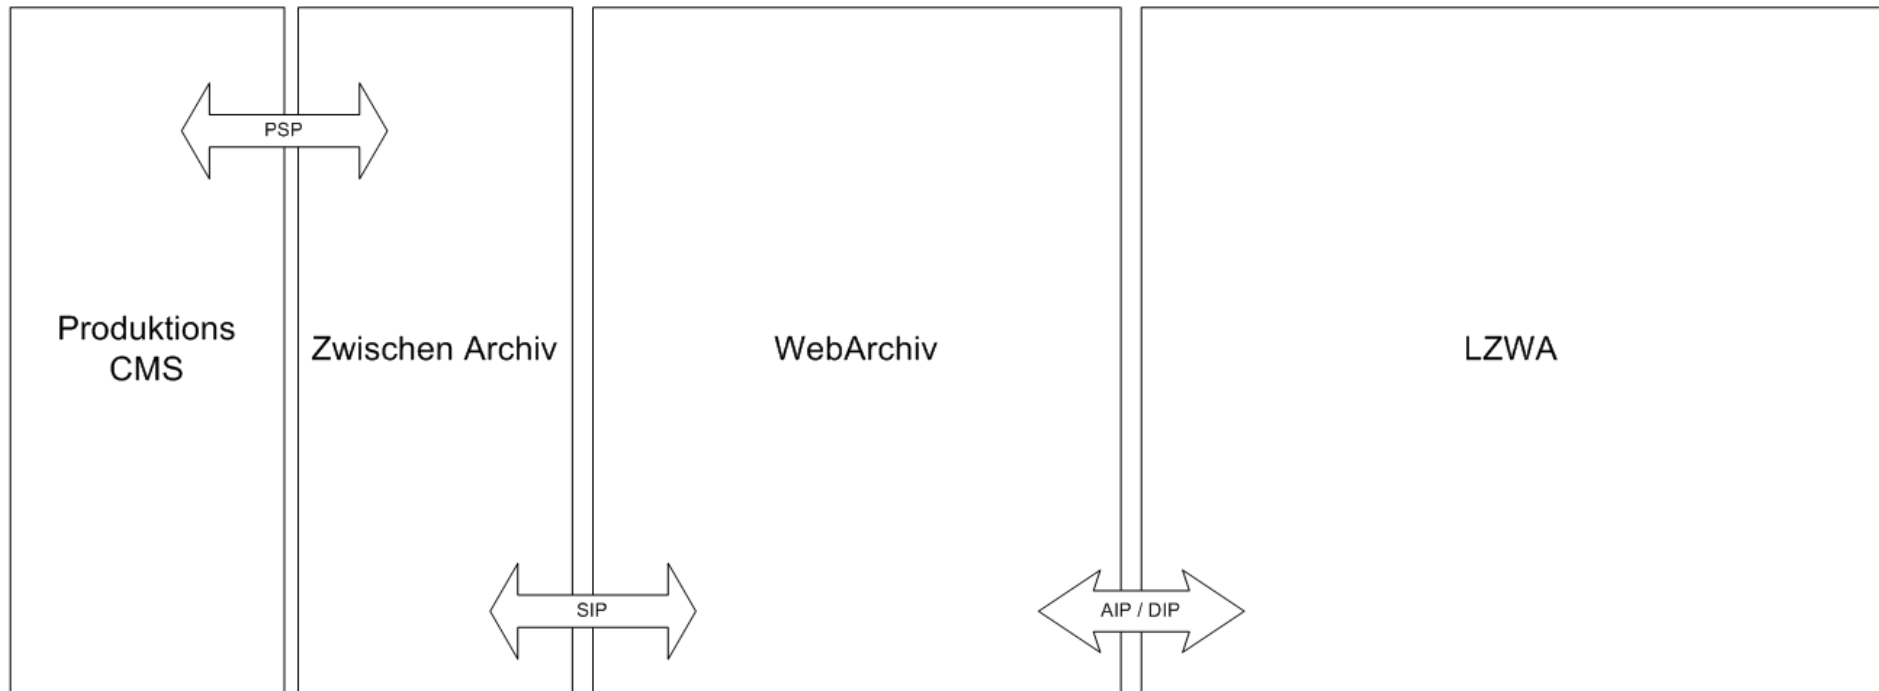 PSP
Produktions
CMS
Zwischen Archiv
WebArchiv
LZWA
SIP
AIP / DIP